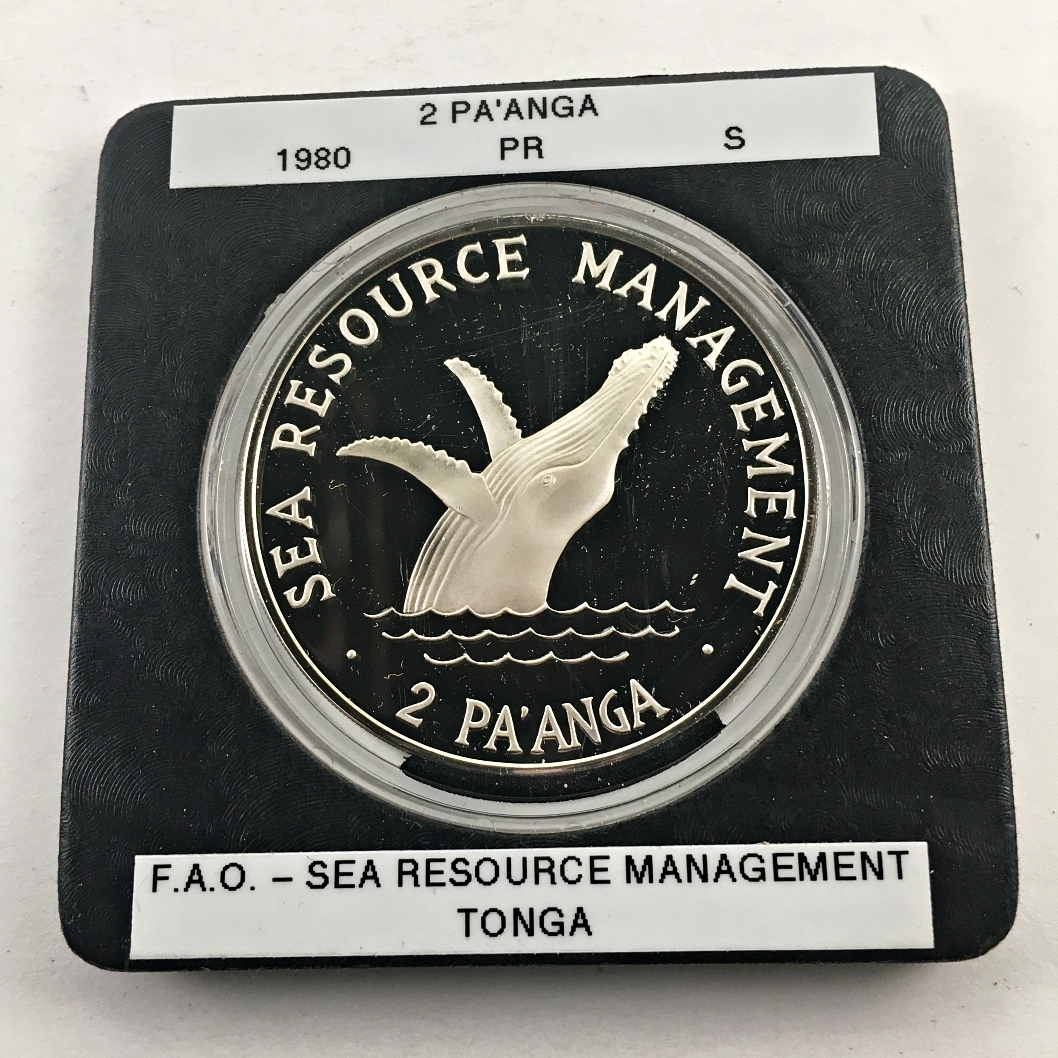 2 PA'ANGA
1980 PR S
SEA RESOURCE MANAGEMENT
2 PA'ANGA
F.A.O. – SEA RESOURCE MANAGEMENT
TONGA